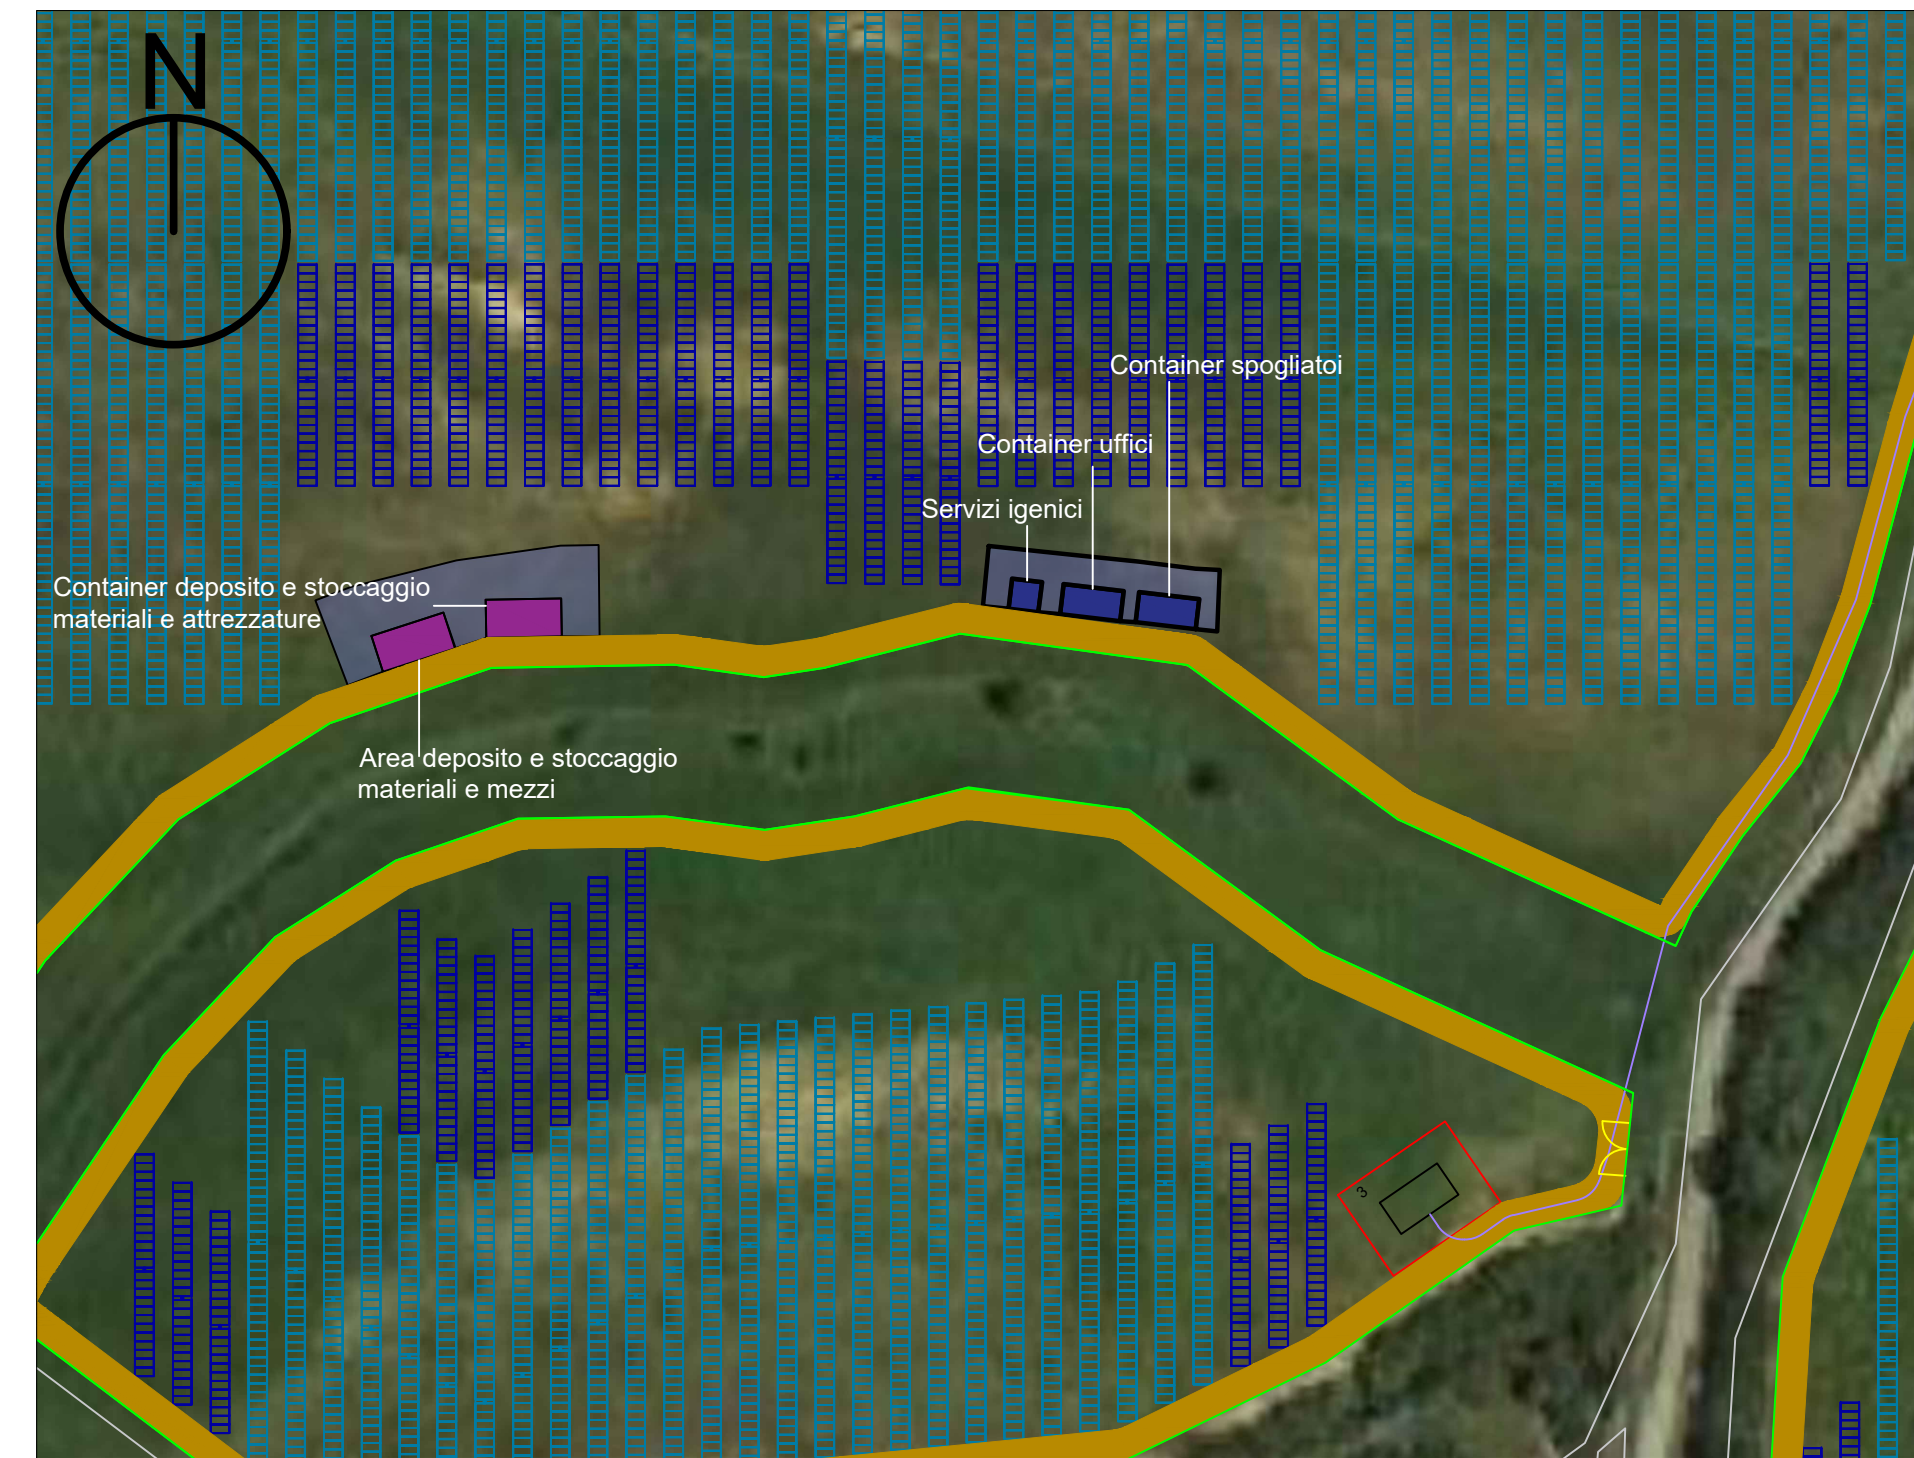 N
Container spogliatoi
Container uffici
Servizi igenici
Container deposito e stoccaggio
materiali e attrezzature
Area deposito e stoccaggio
materiali e mezzi
3